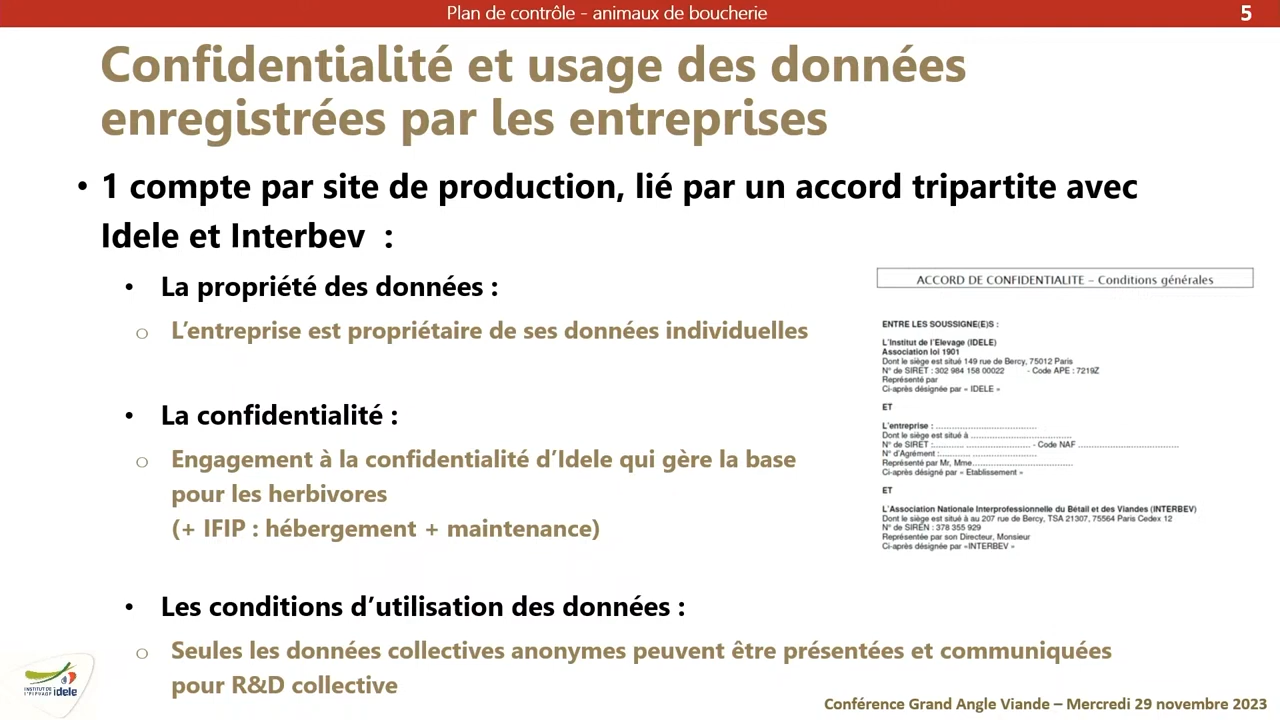 Plan de contrôle - animaux de boucherie
5
Confidentialité et usage des données
enregistrées par les entreprises
• 1 compte par site de production, lié par un accord tripartite avec
Idele et Interbev :
• La propriété des données :
o L’entreprise est propriétaire de ses données individuelles
• La confidentialité :
o Engagement à la confidentialité d’Idele qui gère la base
pour les herbivores
(+ IFIP : hébergement + maintenance)
• Les conditions d’utilisation des données :
o Seules les données collectives anonymes peuvent être présentées et communiquées
pour R&D collective
ACCORD DE CONFIDENTIALITE – Conditions générales
ENTRE LES SOUSSIGNE(E)S :
L'Institut de l'Elevage (IDELE)
Association loi 1901
Dont le siège est situé 149 rue de Bercy, 75012 Paris
N° de SIRET : 302 984 158 00022 - Code APE : 7219Z
Représenté par
Ci-après désignée par « IDELE »
ET
L'entreprise : ....................................
Dont le siège est situé à ....................................
N° de SIRET :..................... - Code NAF ....................................
N° d'Agrément :........... .......................
Représenté par Mr, Mme....................................
Ci-après désigné par « Etablissement »
ET
L'Association Nationale Interprofessionnelle du Bétail et des Viandes (INTERBEV)
Dont le siège est situé à au 207 rue de Bercy, TSA 21307, 75564 Paris Cedex 12
N° de SIREN : 378 355 929
Représentée par son Directeur, Monsieur
Ci-après désignée par «INTERBEV »
INSTITUT DE
L'ELEVAGE idele
Conférence Grand Angle Viande – Mercredi 29 novembre 2023